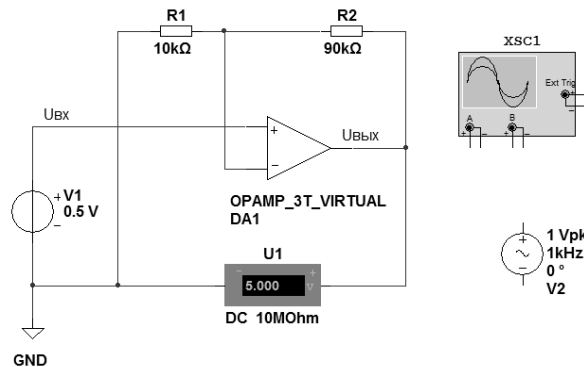 R1
10kΩ
R2
90kΩ
XSC1
Ext Trig
+
−
A
B
+ −
+ −
Uвх
+
−
Uвых
OPAMP_3T_VIRTUAL
DA1
V1
0.5 V
+
−
U1
− +
5.000 V
DC 10MOhm
GND
+
−
1 Vpk
1kHz
0 °
V2